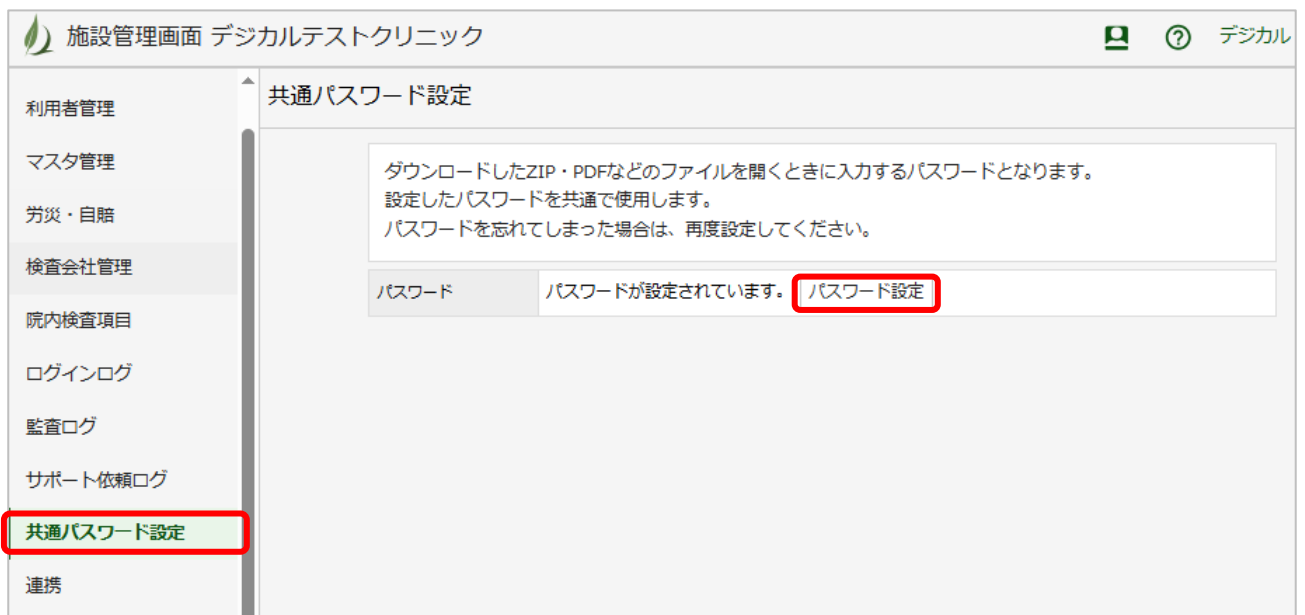 施設管理画面 デジカルテストクリニック
デジカル
利用者管理
マスタ管理
労災・自賠
検査会社管理
院内検査項目
ログインログ
監査ログ
サポート依頼ログ
共通パスワード設定
連携
共通パスワード設定
ダウンロードしたZIP・PDFなどのファイルを開くときに入力するパスワードとなります。
設定したパスワードを共通で使用します。
パスワードを忘れてしまった場合は、再度設定してください。
パスワード パスワードが設定されています。 パスワード設定